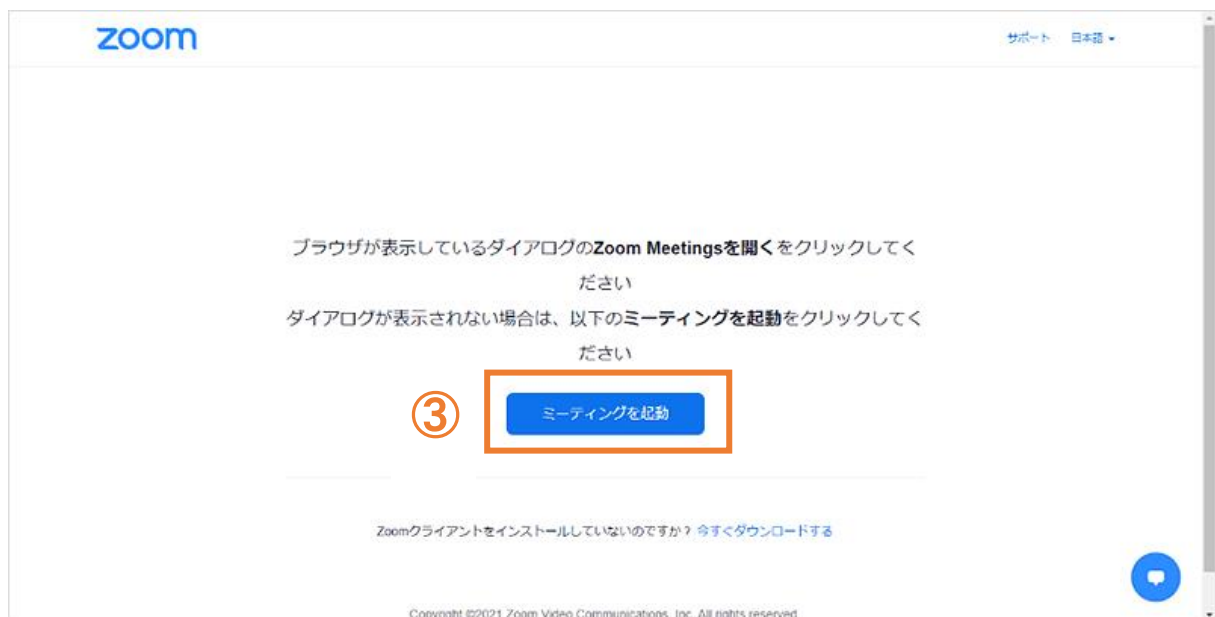 zoom
サポート 日本語
ブラウザが表示しているダイアログのZoom Meetingsを開くをクリックしてく
ださい
ダイアログが表示されない場合は、以下のミーティングを起動をクリックしてく
ださい
③
ミーティングを起動
Zoomクライアントをインストールしていないのですか？ 今すぐダウンロードする
Copyright ©2021 Zoom Video Communications, Inc. All rights reserved